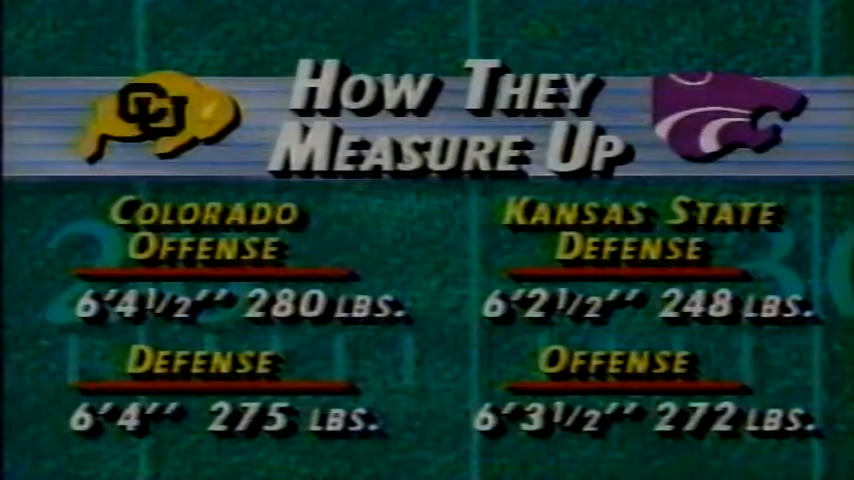 HOW THEY
MEASURE UP
CU
COLORADO
OFFENSE
KANSAS STATE
DEFENSE
6'4 1/2'' 280 LBS.
6'2 1/2'' 248 LBS.
DEFENSE
OFFENSE
6'4'' 275 LBS.
6'3 1/2'' 272 LBS.